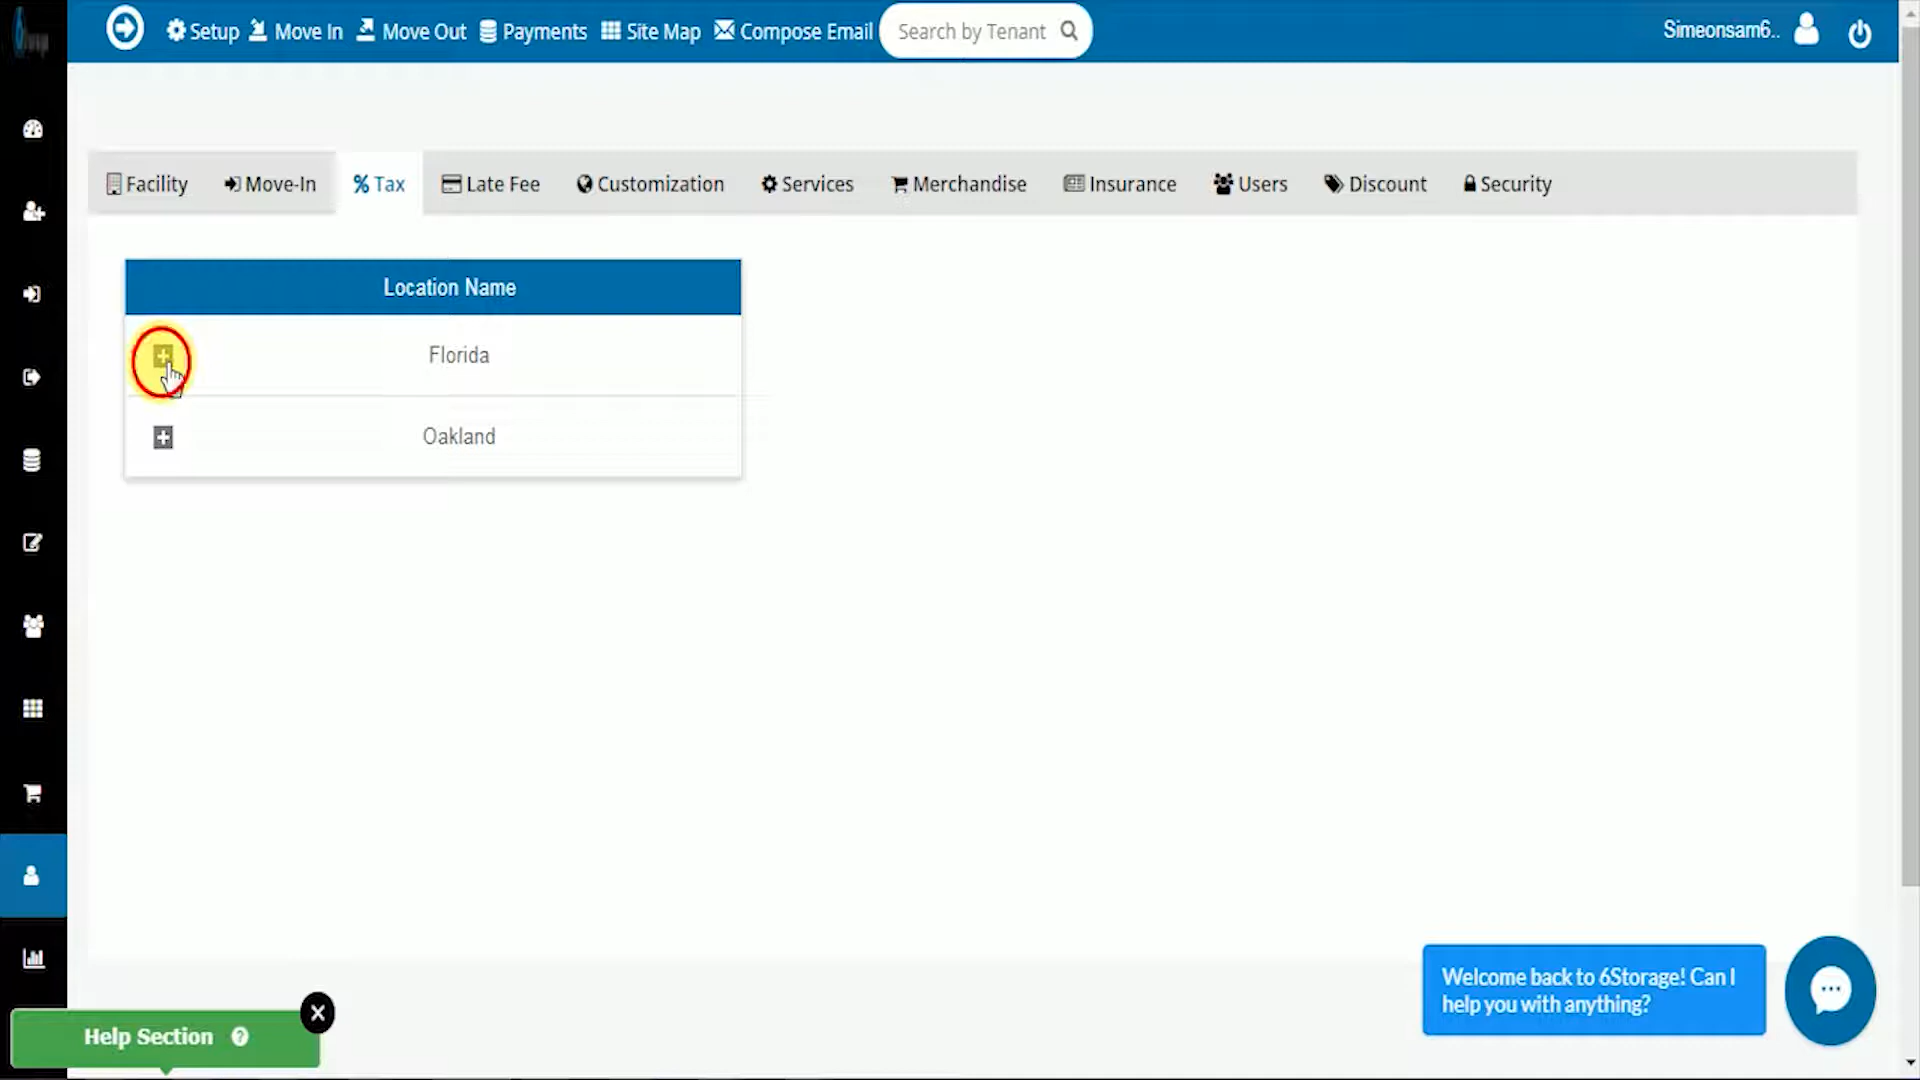 Setup Move In Move Out Payments Site Map Compose Email Search by Tenant Simeonsam6..
Facility Move-In % Tax Late Fee Customization Services Merchandise Insurance Users Discount Security
Location Name
Florida
Oakland
Welcome back to 6Storage! Can I
help you with anything?
Help Section ?